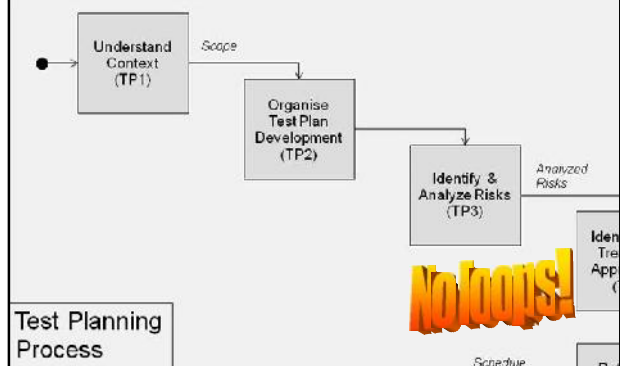 Understand
Context
(TP1)
Scope
Organise
Test Plan
Development
(TP2)
Identify &
Analyze Risks
(TP3)
Analyzed
Risks
No loops!
Test Planning
Process
Schedule